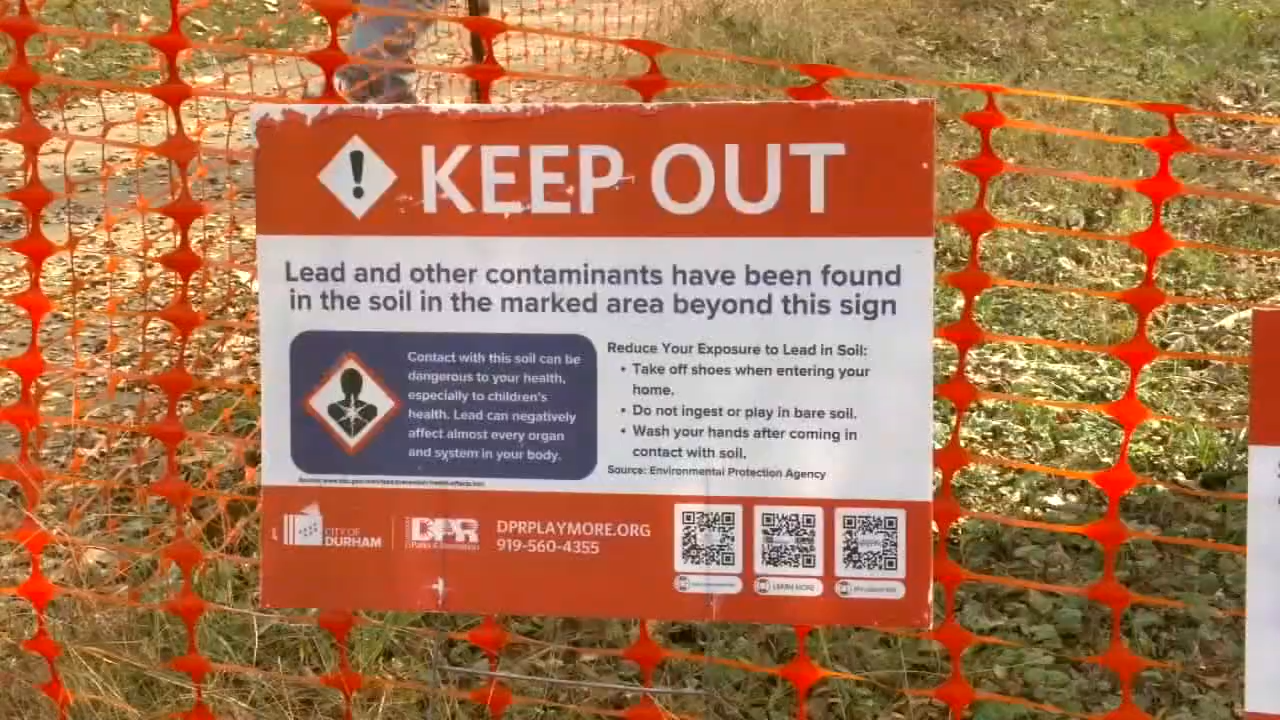 KEEP OUT
Lead and other contaminants have been found
in the soil in the marked area beyond this sign
Contact with this soil can be
dangerous to your health,
especially to children's
health. Lead can negatively
affect almost every organ
and system in your body.
Reduce Your Exposure to Lead in Soil:
• Take off shoes when entering your
home.
• Do not ingest or play in bare soil.
• Wash your hands after coming in
contact with soil.
Source: Environmental Protection Agency
CITY OF
DURHAM
DPR
DPRPLAYMORE.ORG
919-560-4355
LEARN MORE